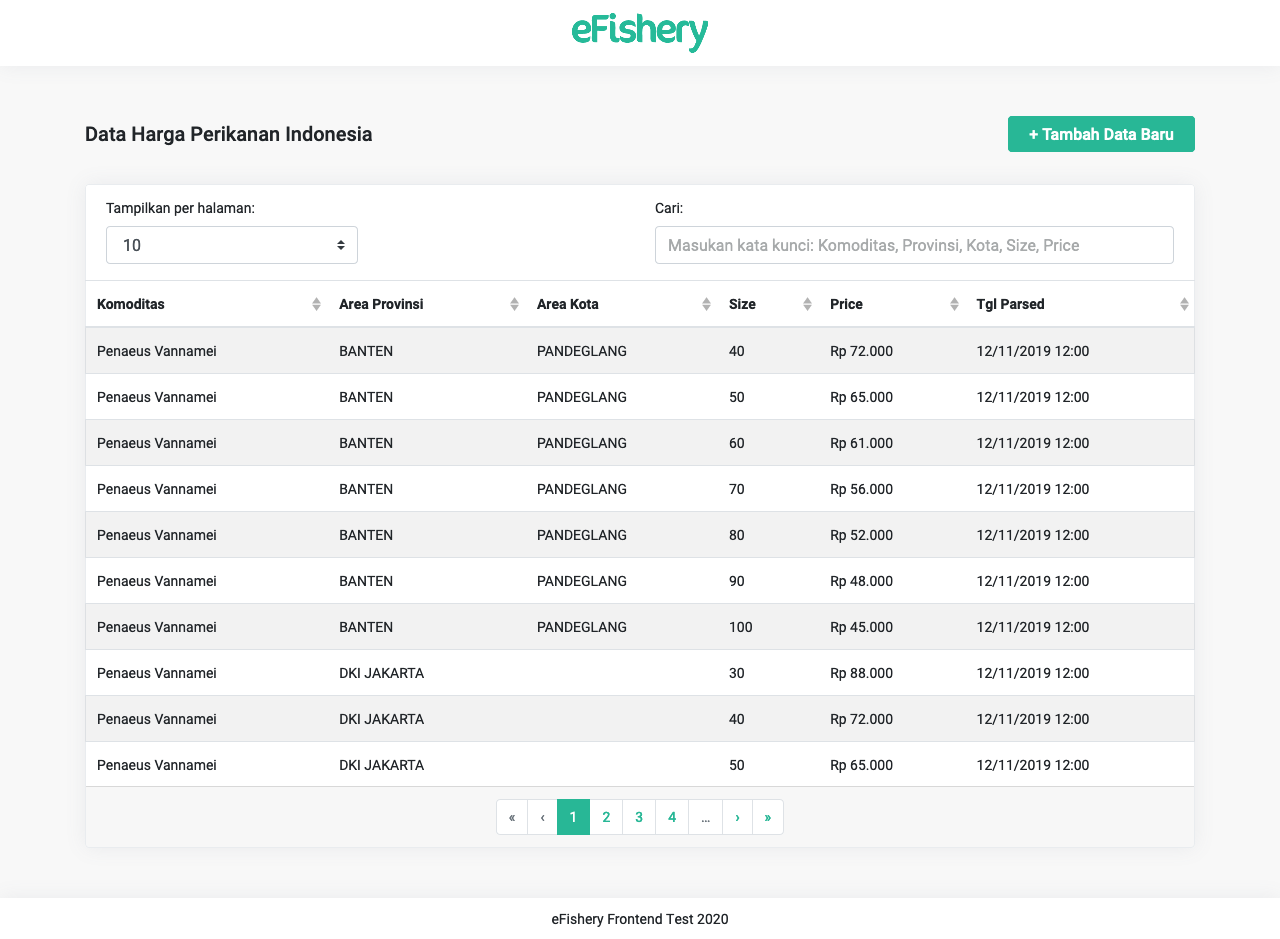 eFishery
Data Harga Perikanan Indonesia
+ Tambah Data Baru
Tampilkan per halaman:
Cari:
10
Masukan kata kunci: Komoditas, Provinsi, Kota, Size, Price
Komoditas Area Provinsi Area Kota Size Price Tgl Parsed
Penaeus Vannamei BANTEN PANDEGLANG 40 Rp 72.000 12/11/2019 12:00
Penaeus Vannamei BANTEN PANDEGLANG 50 Rp 65.000 12/11/2019 12:00
Penaeus Vannamei BANTEN PANDEGLANG 60 Rp 61.000 12/11/2019 12:00
Penaeus Vannamei BANTEN PANDEGLANG 70 Rp 56.000 12/11/2019 12:00
Penaeus Vannamei BANTEN PANDEGLANG 80 Rp 52.000 12/11/2019 12:00
Penaeus Vannamei BANTEN PANDEGLANG 90 Rp 48.000 12/11/2019 12:00
Penaeus Vannamei BANTEN PANDEGLANG 100 Rp 45.000 12/11/2019 12:00
Penaeus Vannamei DKI JAKARTA 30 Rp 88.000 12/11/2019 12:00
Penaeus Vannamei DKI JAKARTA 40 Rp 72.000 12/11/2019 12:00
Penaeus Vannamei DKI JAKARTA 50 Rp 65.000 12/11/2019 12:00
« ‹ 1 2 3 4 … › »
eFishery Frontend Test 2020